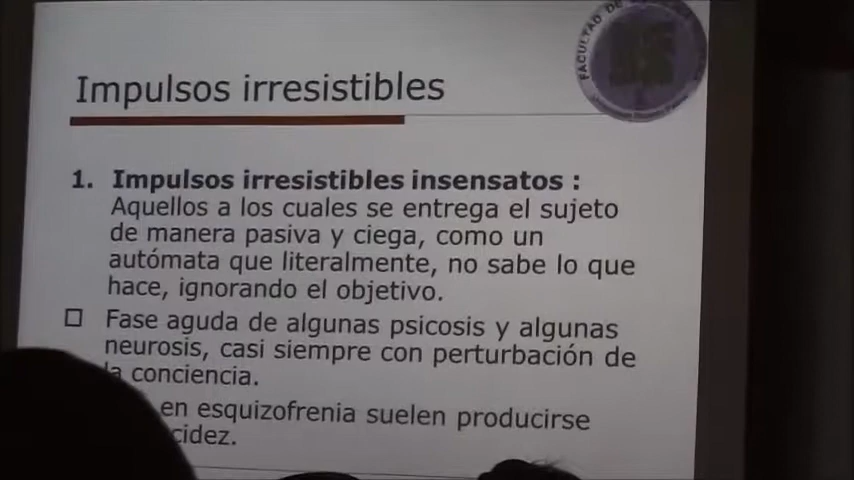 FACULTAD DE
Impulsos irresistibles
1. Impulsos irresistibles insensatos :
Aquellos a los cuales se entrega el sujeto
de manera pasiva y ciega, como un
autómata que literalmente, no sabe lo que
hace, ignorando el objetivo.
Fase aguda de algunas psicosis y algunas
neurosis, casi siempre con perturbación de
la conciencia.
en esquizofrenia suelen producirse
cidez.